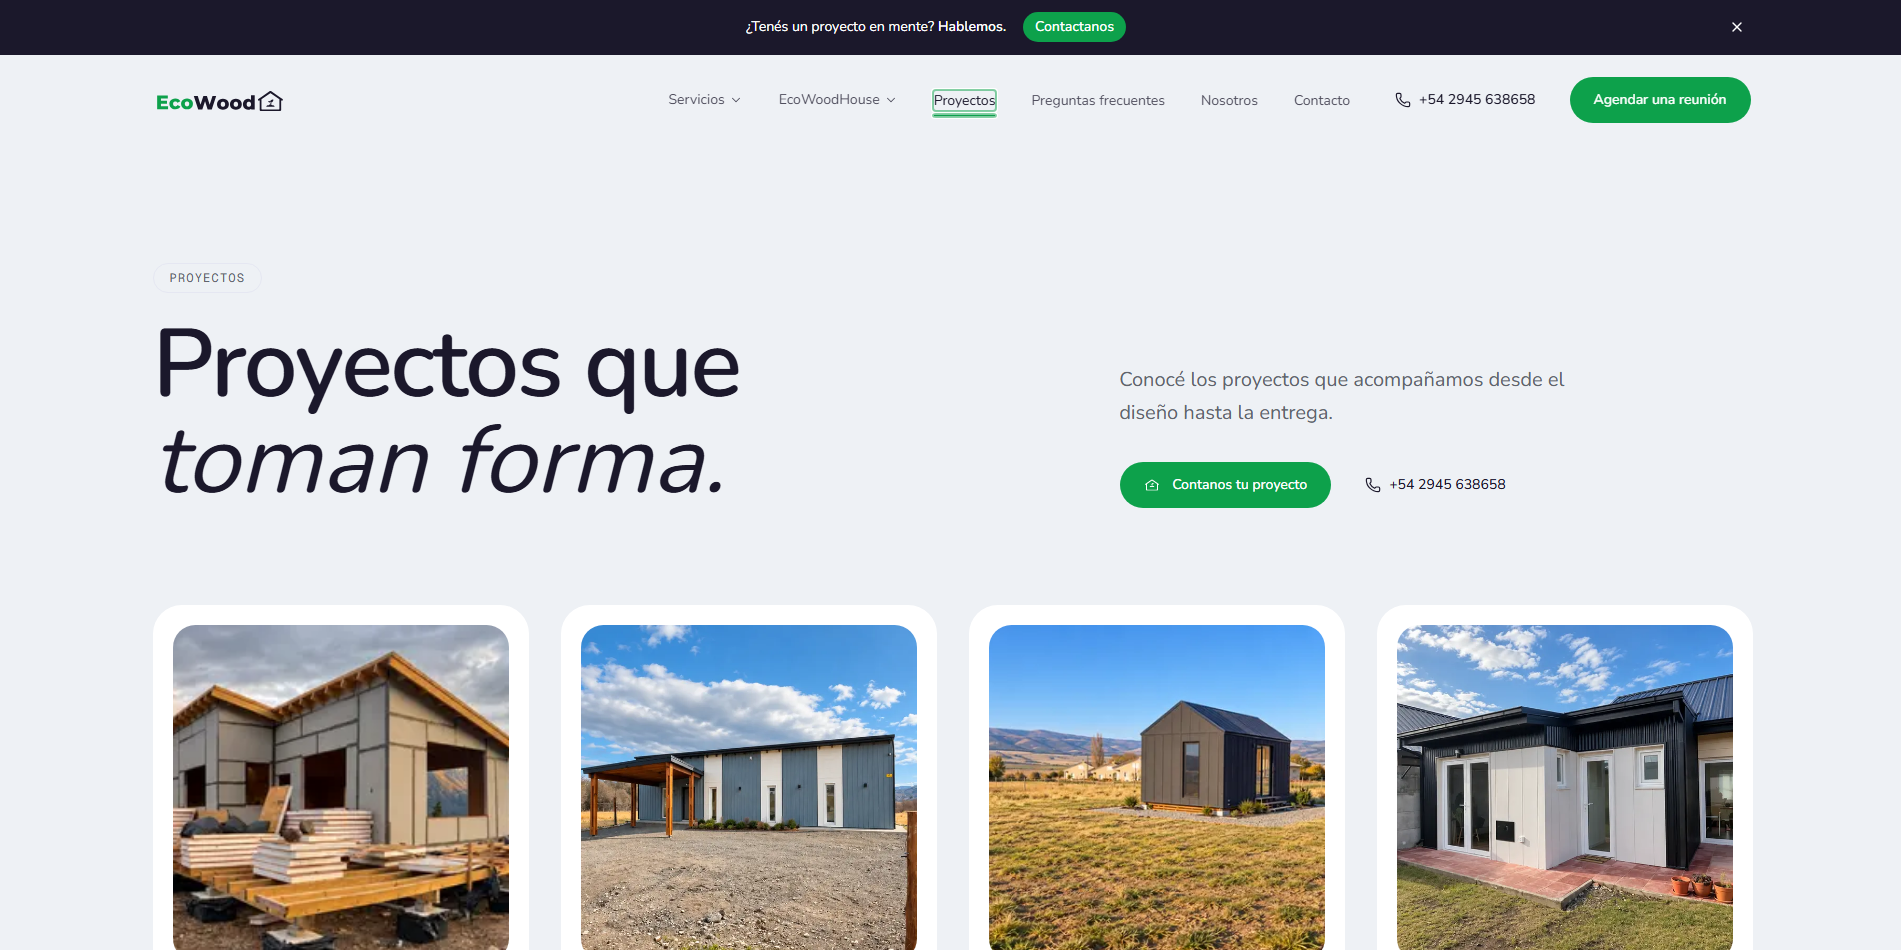 ¿Tenés un proyecto en mente? Hablemos. Contactanos
EcoWood Servicios EcoWoodHouse Proyectos Preguntas frecuentes Nosotros Contacto +54 2945 638658 Agendar una reunión
PROYECTOS
Proyectos que
toman forma.
Conocé los proyectos que acompañamos desde el
diseño hasta la entrega.
Contanos tu proyecto +54 2945 638658